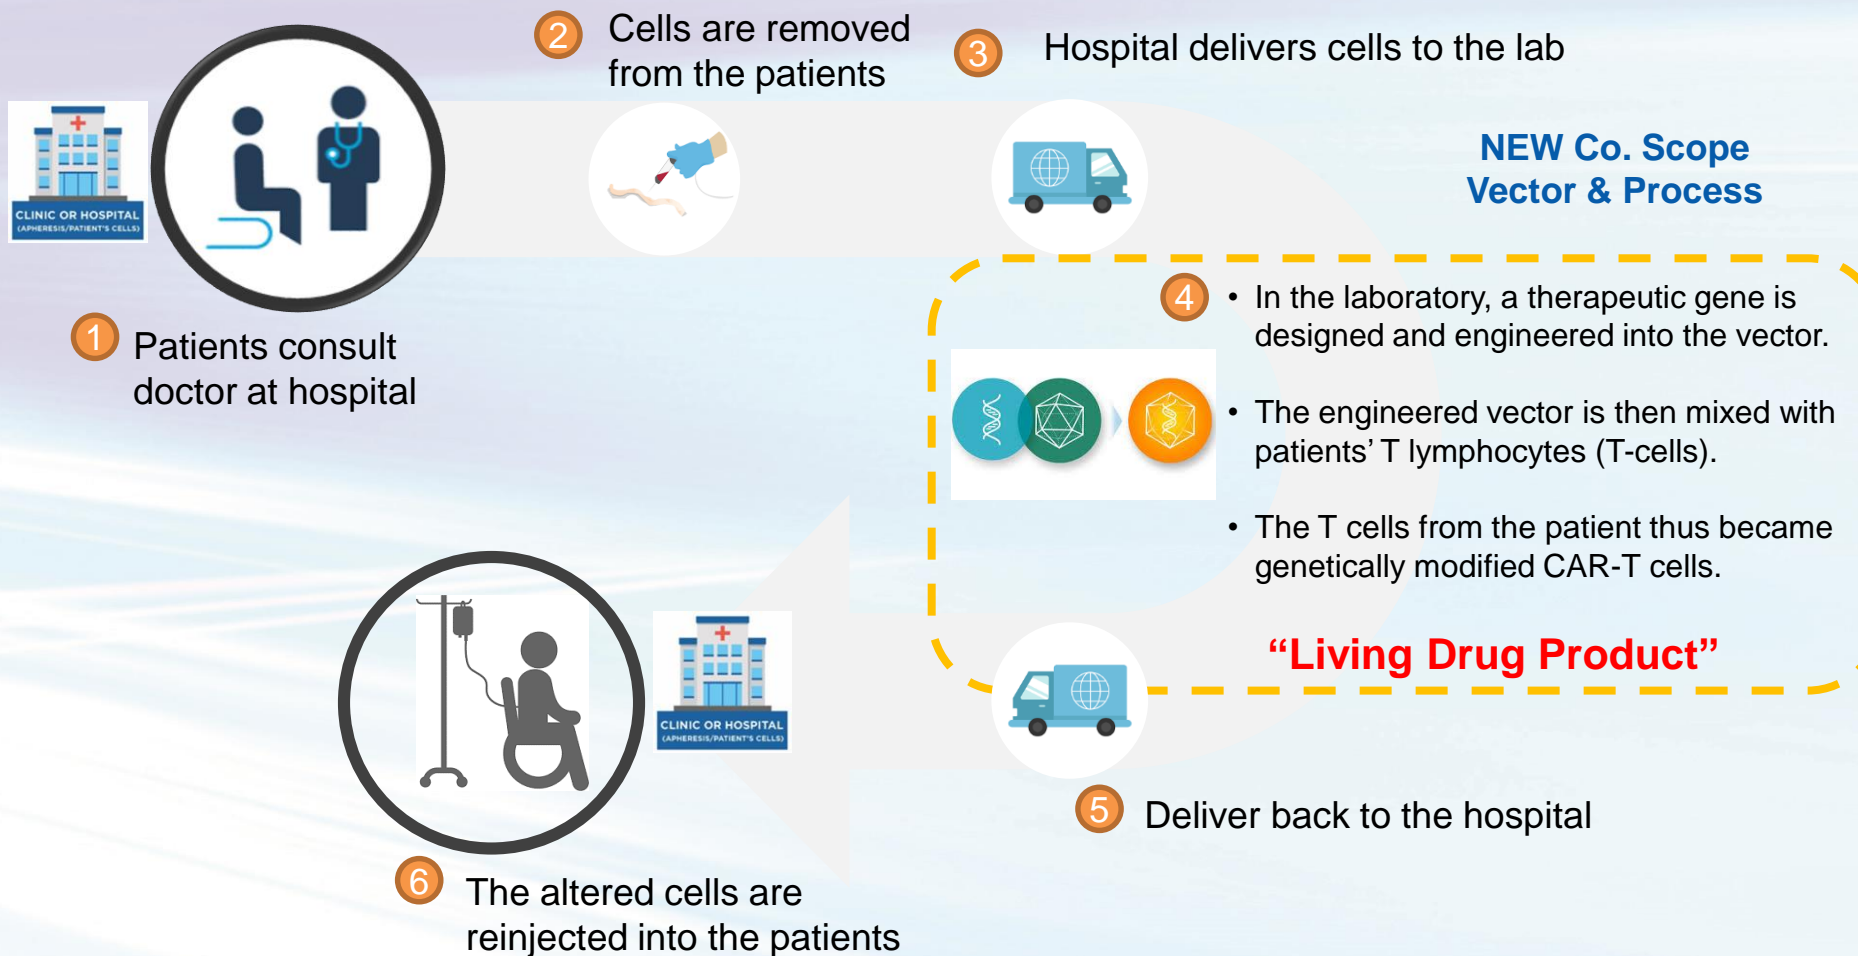 2
Cells are removed
from the patients
3
Hospital delivers cells to the lab
CLINIC OR HOSPITAL
(APHERESIS/PATIENT'S CELLS)
1
Patients consult
doctor at hospital
NEW Co. Scope
Vector & Process
4
• In the laboratory, a therapeutic gene is
designed and engineered into the vector.
• The engineered vector is then mixed with
patients’ T lymphocytes (T-cells).
• The T cells from the patient thus became
genetically modified CAR-T cells.
“Living Drug Product”
5
Deliver back to the hospital
CLINIC OR HOSPITAL
(APHERESIS/PATIENT'S CELLS)
6
The altered cells are
reinjected into the patients